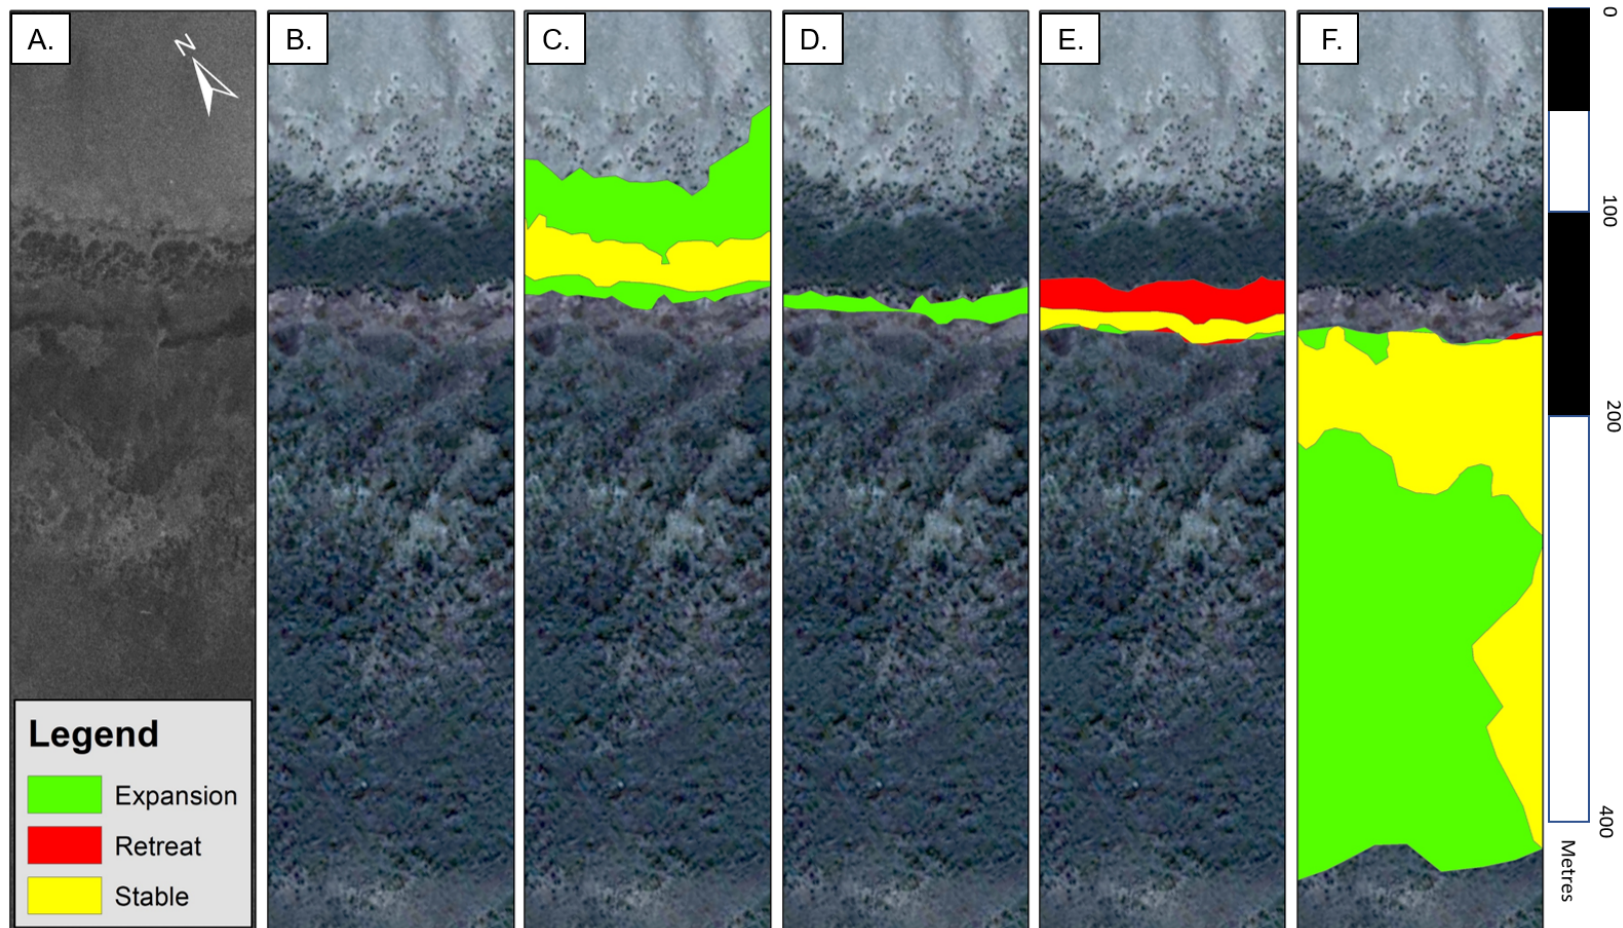 A.
N
B.
C.
D.
E.
F.
0
100
200
400
Metres
Legend
Expansion
Retreat
Stable